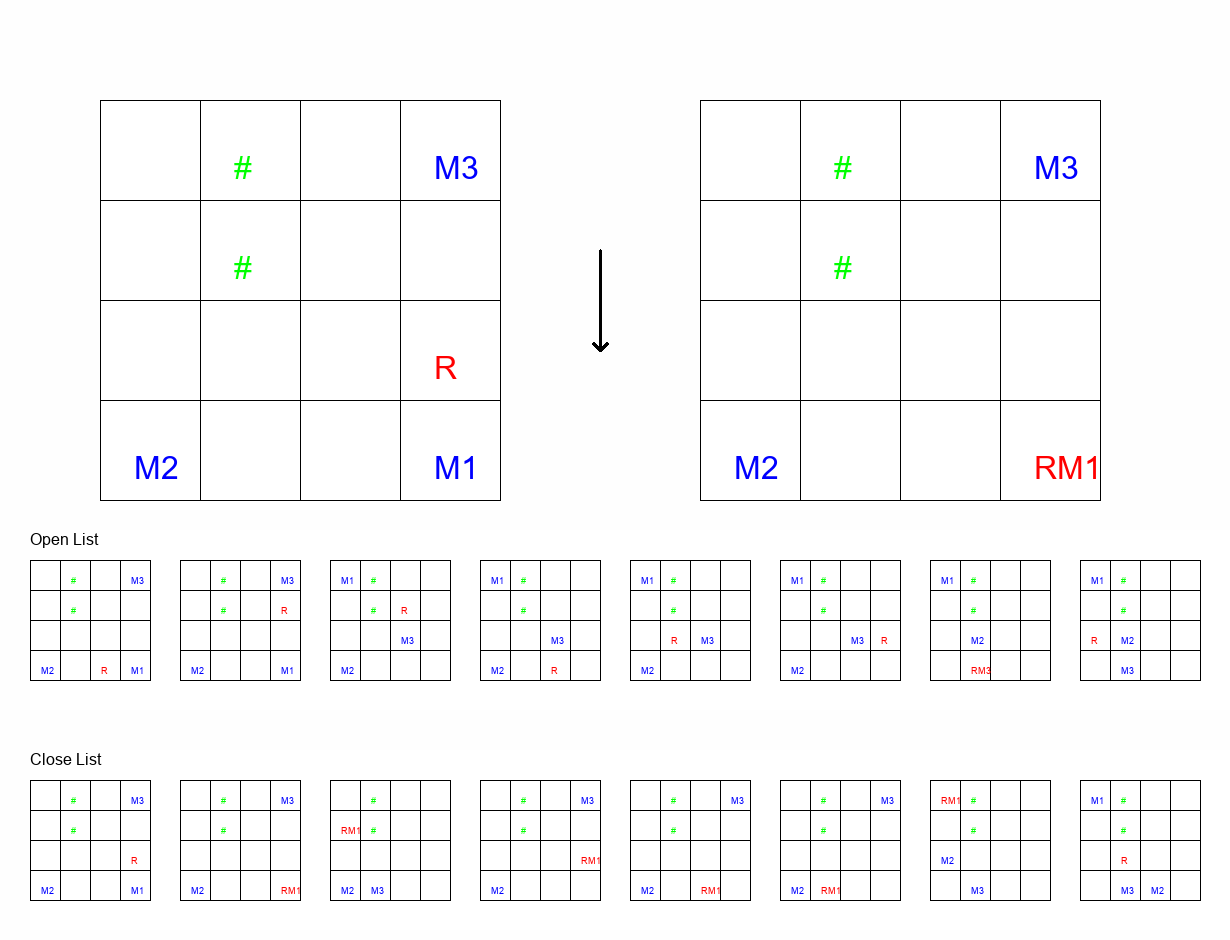 # M3 # M3
# #
R
M2 M1 M2 RM1
Open List
# M3 # M3 M1 # M1 # M1 # M1 # M1 # M1 #
# # R # R # # # # #
M3 M3 R M3 M3 R M2 R M2
M2 R M1 M2 M1 M2 M2 R M2 M2 RM3 M3
Close List
# M3 # M3 # # M3 # M3 # M3 RM1 # M1 #
# # RM1 # # # # # #
R RM1 M2 R
M2 M1 M2 RM1 M2 M3 M2 M2 RM1 M2 RM1 M3 M3 M2